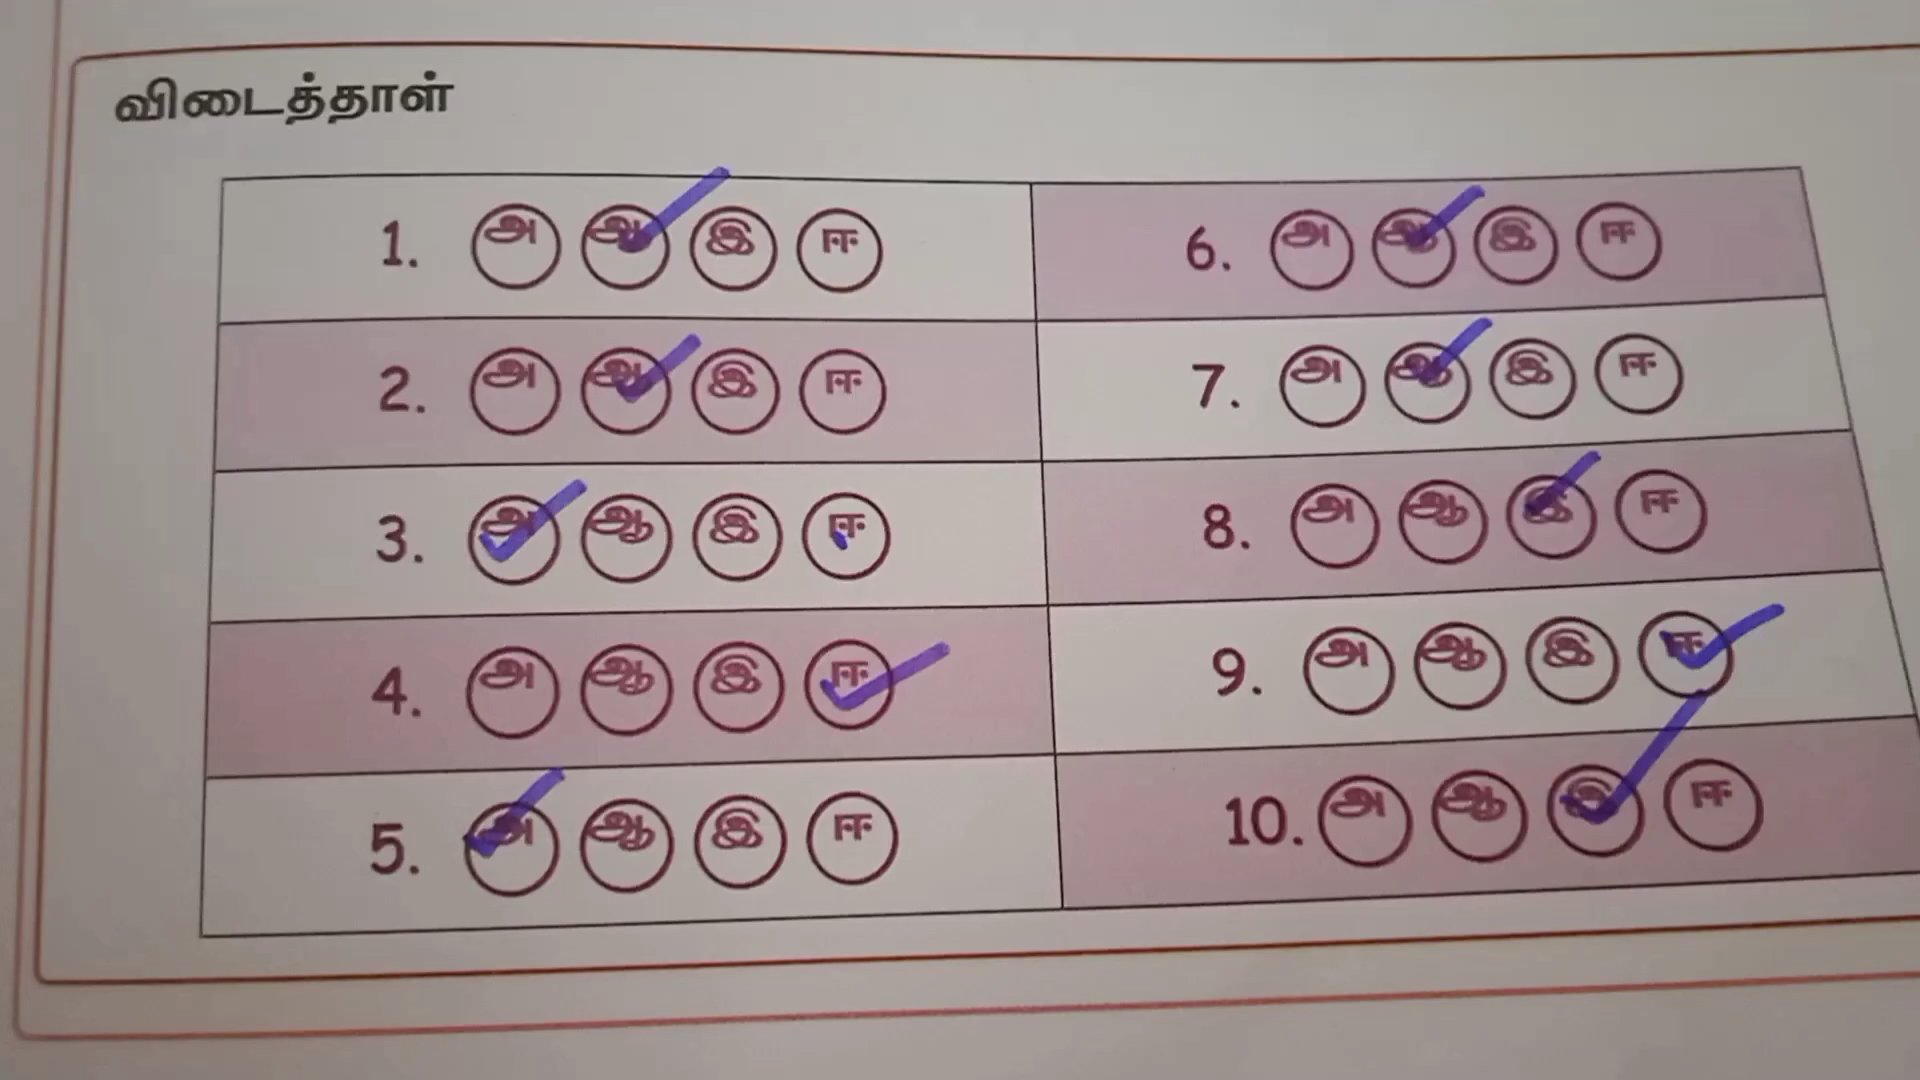 விடைத்தாள்
1. அ ஆ இ ஈ
2. அ ஆ இ ஈ
3. அ ஆ இ ஈ
4. அ ஆ இ ஈ
5. அ ஆ இ ஈ
6. அ ஆ இ ஈ
7. அ ஆ இ ஈ
8. அ ஆ இ ஈ
9. அ ஆ இ ஈ
10. அ ஆ இ ஈ